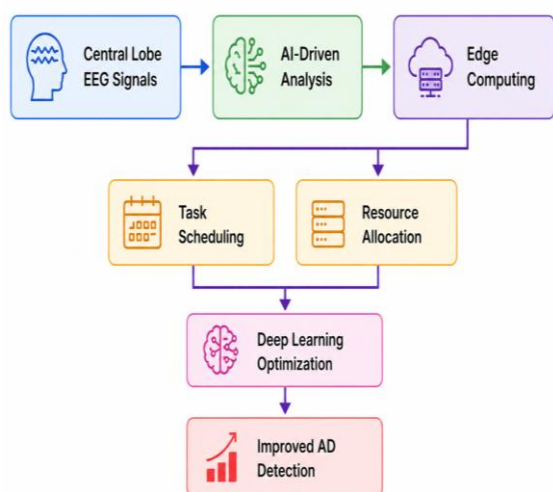 Central Lobe
EEG Signals
AI-Driven
Analysis
Edge
Computing
Task
Scheduling
Resource
Allocation
Deep Learning
Optimization
Improved AD
Detection